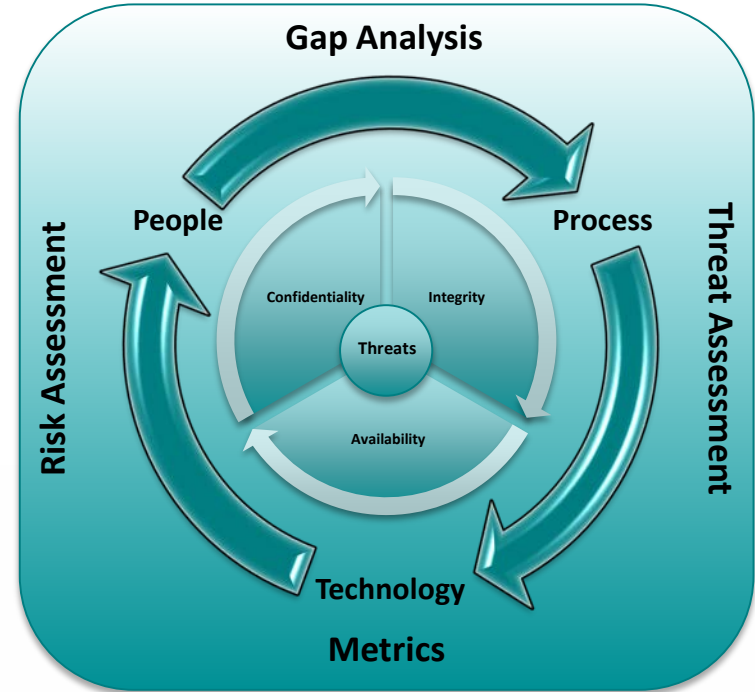 Gap Analysis
People
Process
Risk Assessment
Threat Assessment
Confidentiality
Integrity
Threats
Availability
Technology
Metrics